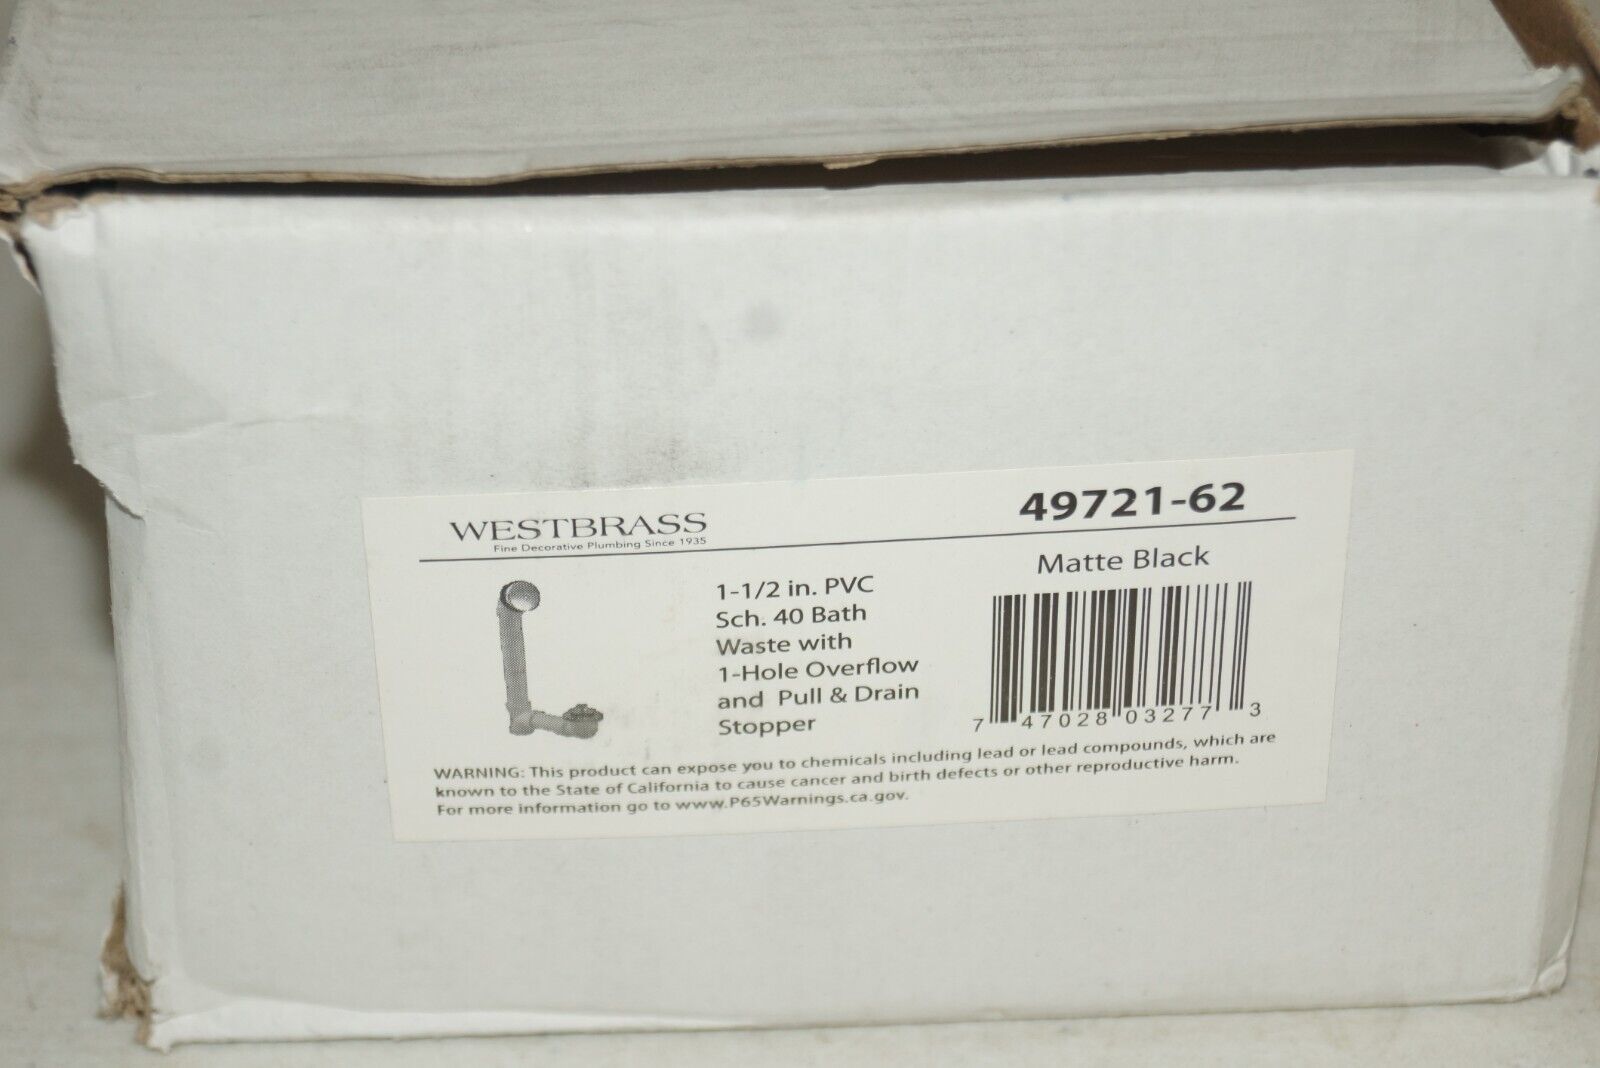 WESTBRASS
Fine Decorative Plumbing Since 1935
49721-62
Matte Black
1-1/2 in. PVC
Sch. 40 Bath
Waste with
1-Hole Overflow
and Pull & Drain
Stopper
7 47028 03277 3
WARNING: This product can expose you to chemicals including lead or lead compounds, which are
known to the State of California to cause cancer and birth defects or other reproductive harm.
For more information go to www.P65Warnings.ca.gov.